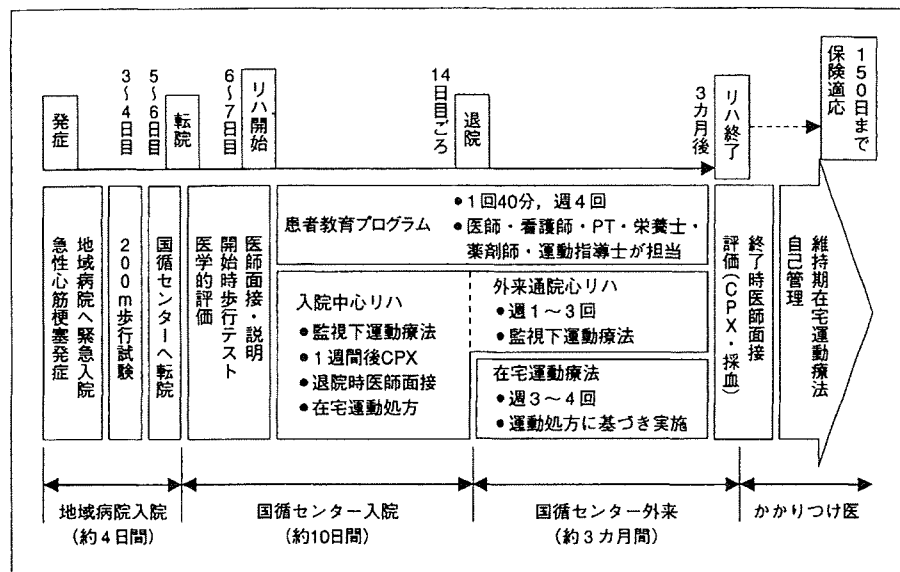 発症
3〜4日目
5〜6日目
転院
6〜7日目
リハ開始
14日目ごろ
退院
3カ月後
リハ終了
150日まで
保険適応
急性心筋梗塞発症
地域病院へ緊急入院
200m歩行試験
国循センターへ転院
医学的評価
開始時歩行テスト
医師面接・説明
患者教育プログラム
●1回40分，週4回
●医師・看護師・PT・栄養士・
薬剤師・運動指導士が担当
入院中心リハ
●監視下運動療法
●1週間後CPX
●退院時医師面接
●在宅運動処方
外来通院心リハ
●週1〜3回
●監視下運動療法
在宅運動療法
●週3〜4回
●運動処方に基づき実施
評価(CPX・採血)
終了時医師面接
自己管理
維持期在宅運動療法
地域病院入院
(約4日間)
国循センター入院
(約10日間)
国循センター外来
(約3カ月間)
かかりつけ医